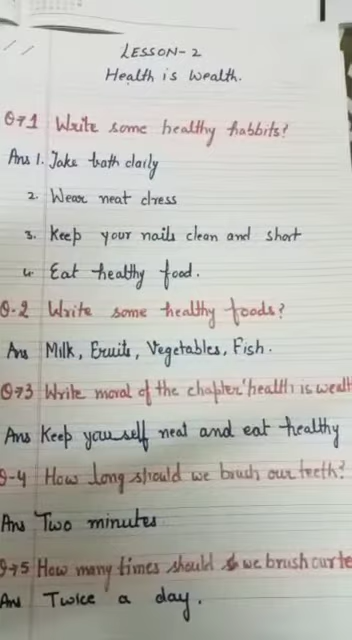 LESSON-2
Health is Wealth.
Q→1 Write some healthy habbits?
Ans 1. Take bath daily
2. Wear neat dress
3. Keep your nails clean and short
4. Eat healthy food.
Q-2 Write some healthy foods?
Ans Milk, Fruits, Vegetables, Fish.
Q→3 Write moral of the chapter 'health is wealth
Ans Keep yourself neat and eat healthy
Q-4 How long should we brush our teeth?
Ans Two minutes
Q→5 How many times should we brush our te
Ans Twice a day.